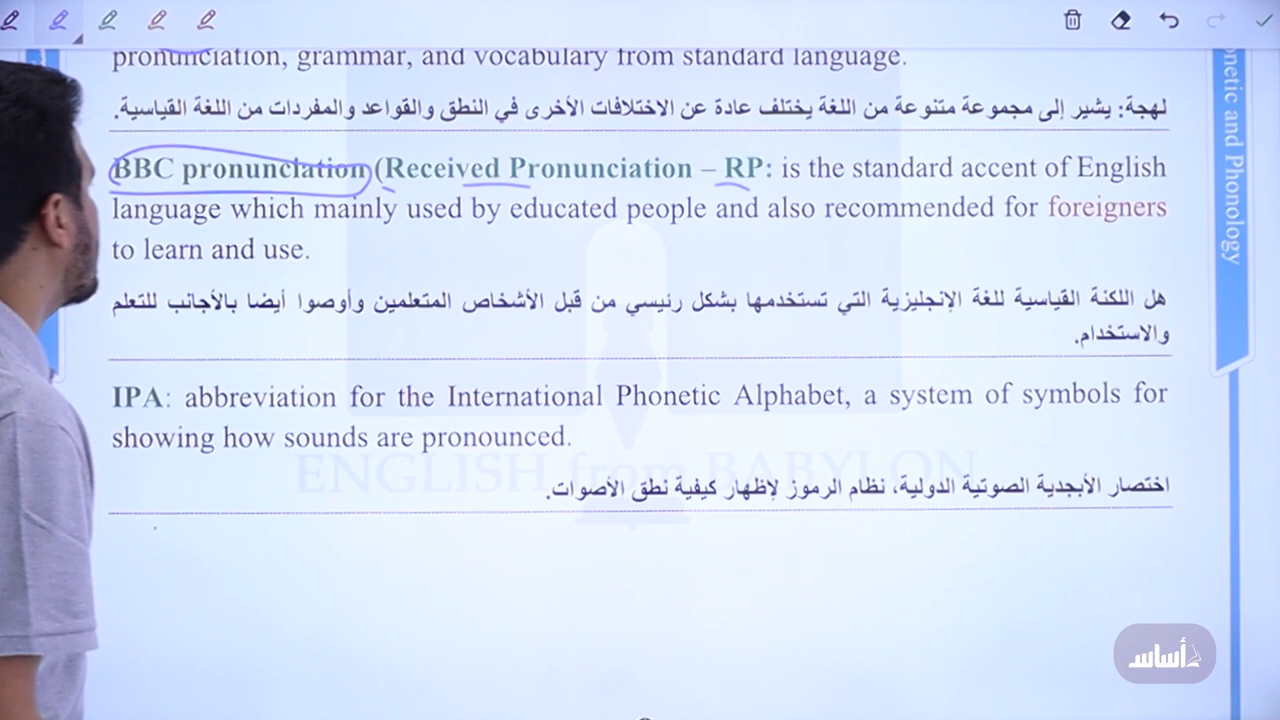 pronunciation, grammar, and vocabulary from standard language.
لهجة: يشير إلى مجموعة متنوعة من اللغة يختلف عادة عن الاختلافات الأخرى في النطق والقواعد والمفردات من اللغة القياسية.
BBC pronunciation (Received Pronunciation – RP: is the standard accent of English
language which mainly used by educated people and also recommended for foreigners
to learn and use.
هل اللكنة القياسية للغة الإنجليزية التي تستخدمها بشكل رئيسي من قبل الأشخاص المتعلمين وأوصوا أيضا بالأجانب للتعلم
والاستخدام.
IPA: abbreviation for the International Phonetic Alphabet, a system of symbols for
showing how sounds are pronounced.
ENGLISH from BABYLON
اختصار الأبجدية الصوتية الدولية، نظام الرموز لإظهار كيفية نطق الأصوات.
netic and Phonology
أساس